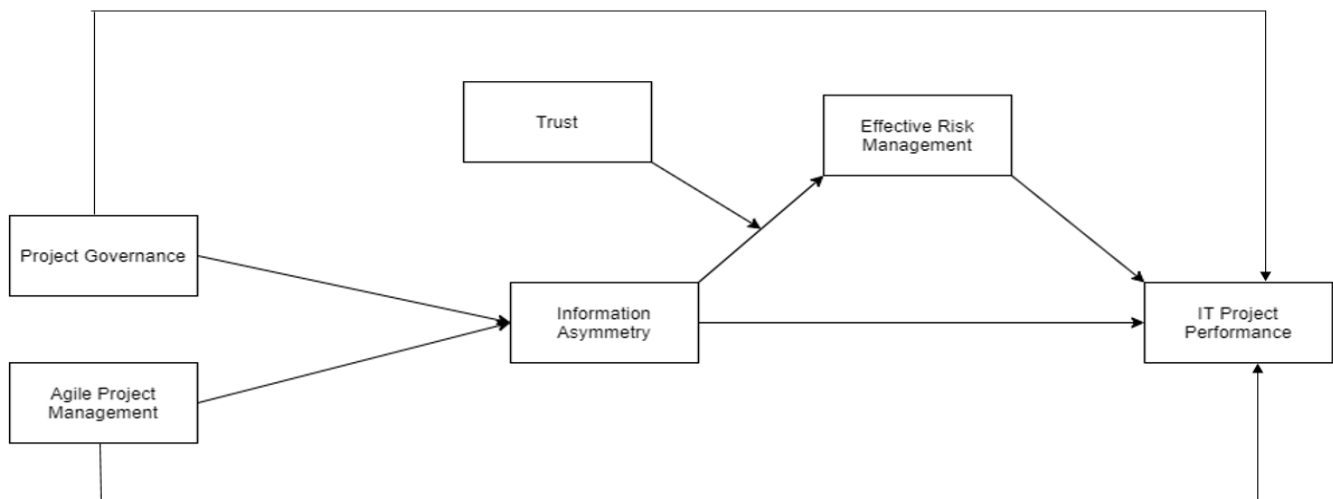 Trust
Effective Risk
Management
Project Governance
Information
Asymmetry
IT Project
Performance
Agile Project
Management